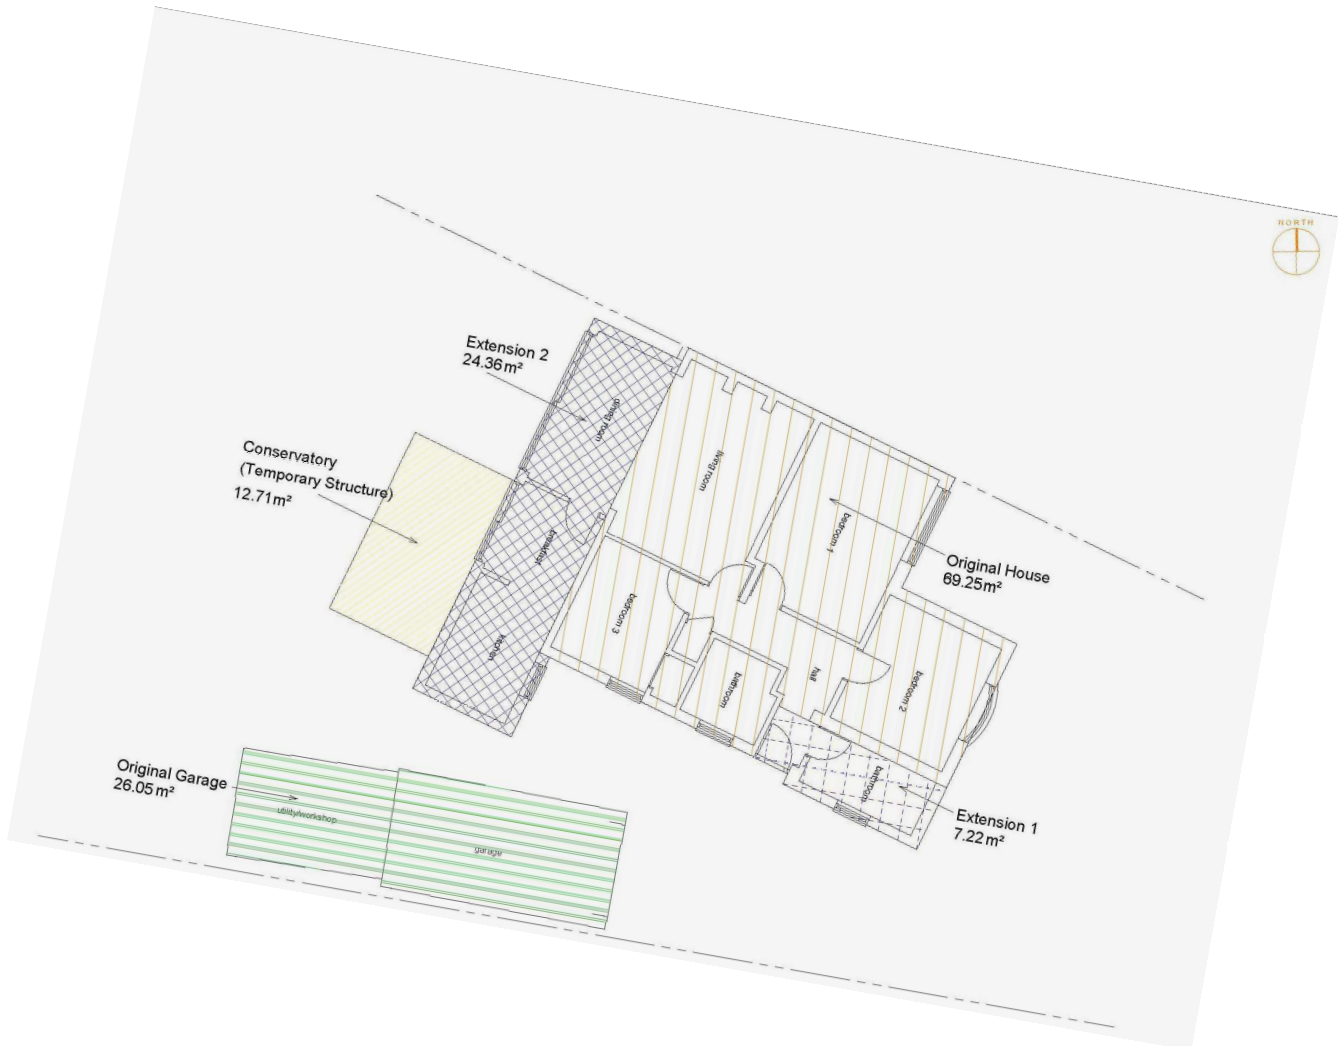 NORTH
Extension 2
24.36m²
dining room
living room
Conservatory
(Temporary Structure)
12.71m²
breakfast
bedroom 1
Original House
69.25m²
bedroom 3
kitchen
hall
bathroom
bedroom 2
Original Garage
26.05m²
utility/workshop
garage
bathroom
Extension 1
7.22m²